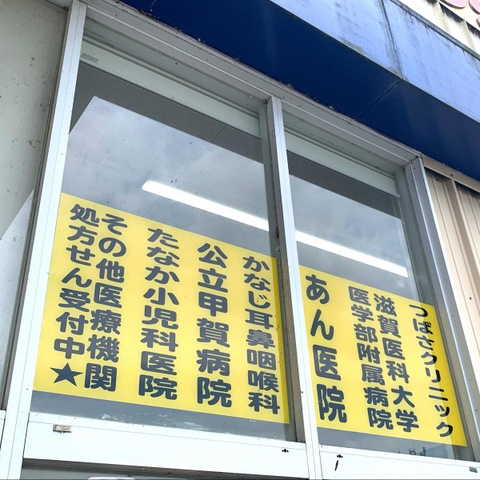 つばさクリニック
滋賀医科大学
医学部附属病院
あん医院
かなじ耳鼻咽喉科
公立甲賀病院
たなか小児科医院
その他医療機関
処方せん受付中★